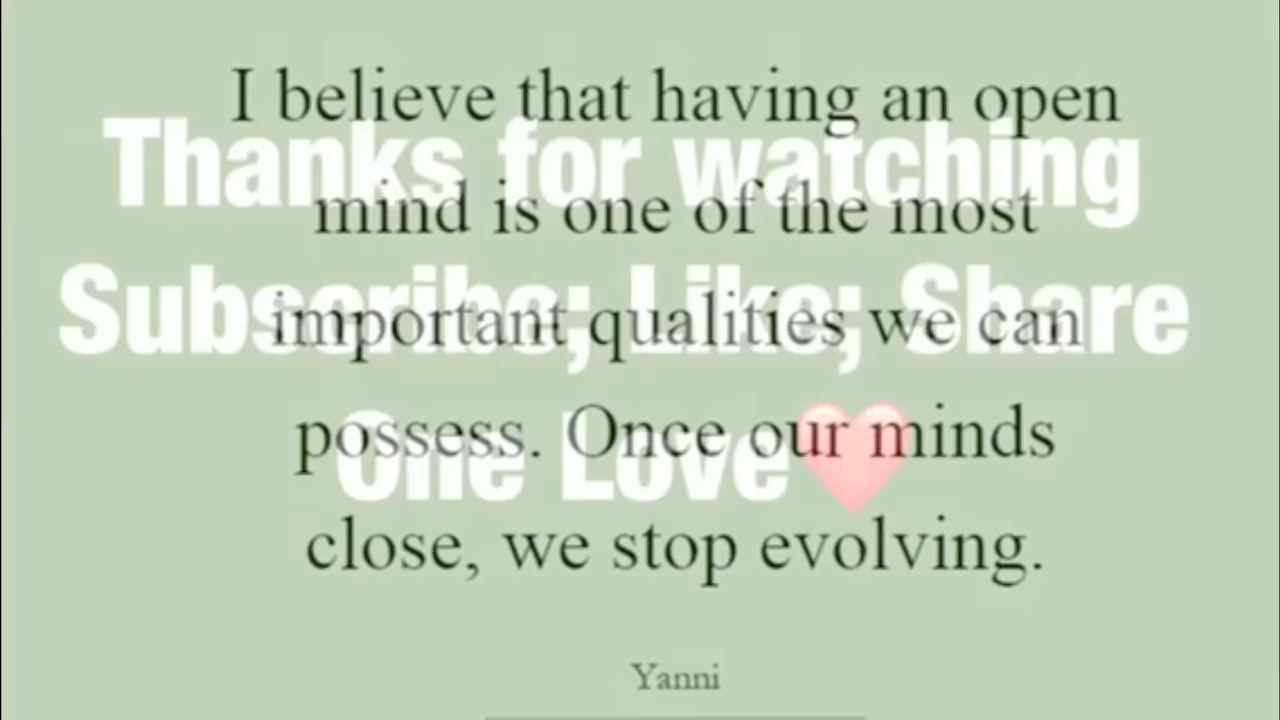 I believe that having an open
Thanks for watching
mind is one of the most
Subscribe; Like; Share
important qualities we can
possess. Once our minds
One Love❤
close, we stop evolving.
Yanni